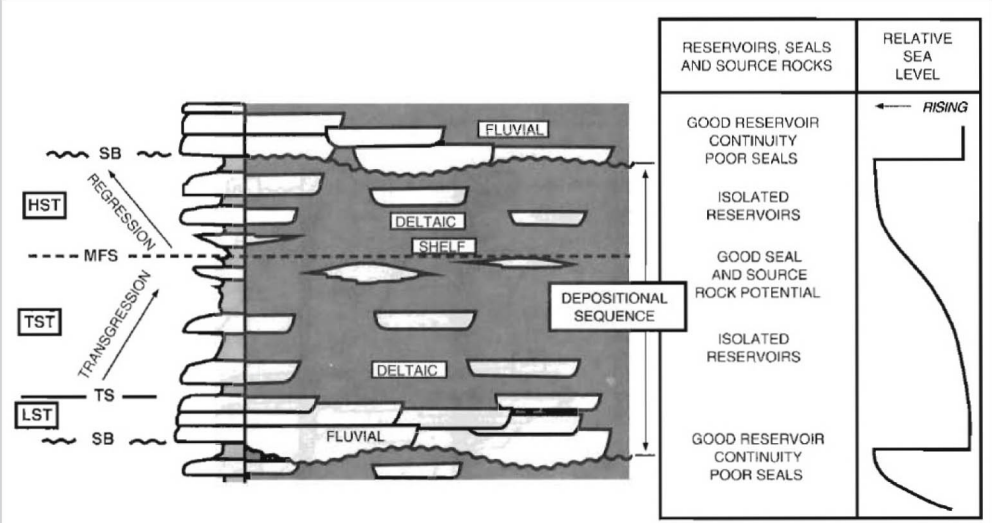 RESERVOIRS, SEALS
AND SOURCE ROCKS
RELATIVE
SEA
LEVEL
RISING
GOOD RESERVOIR
CONTINUITY
POOR SEALS
ISOLATED
RESERVOIRS
GOOD SEAL
AND SOURCE
ROCK POTENTIAL
ISOLATED
RESERVOIRS
GOOD RESERVOIR
CONTINUITY
POOR SEALS
FLUVIAL
SB
HST
REGRESSION
DELTAIC
SHELF
MFS
DEPOSITIONAL
SEQUENCE
TST
TRANSGRESSION
DELTAIC
TS
LST
FLUVIAL
SB